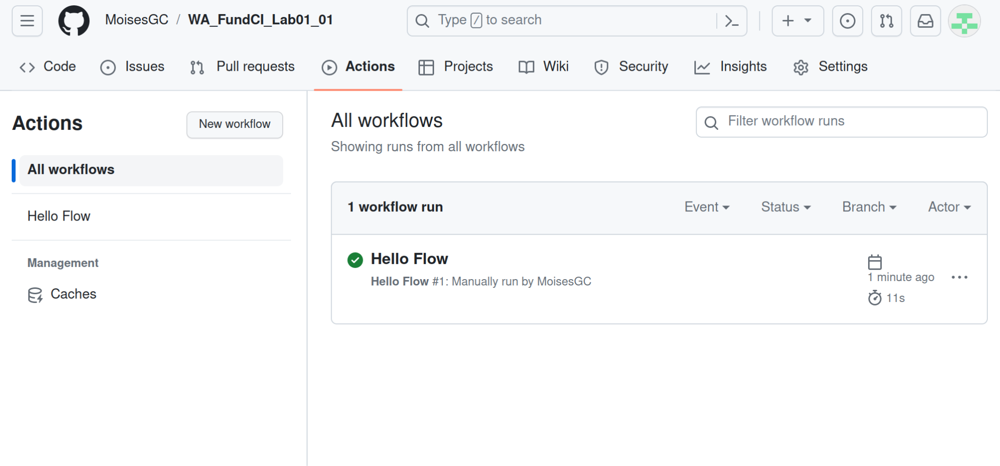 MoisesGC / WA_FundCI_Lab01_01
Type / to search
Code
Issues
Pull requests
Actions
Projects
Wiki
Security
Insights
Settings
Actions
New workflow
All workflows
Hello Flow
Management
Caches
All workflows
Showing runs from all workflows
Filter workflow runs
1 workflow run
Event
Status
Branch
Actor
Hello Flow
Hello Flow #1: Manually run by MoisesGC
1 minute ago
11s